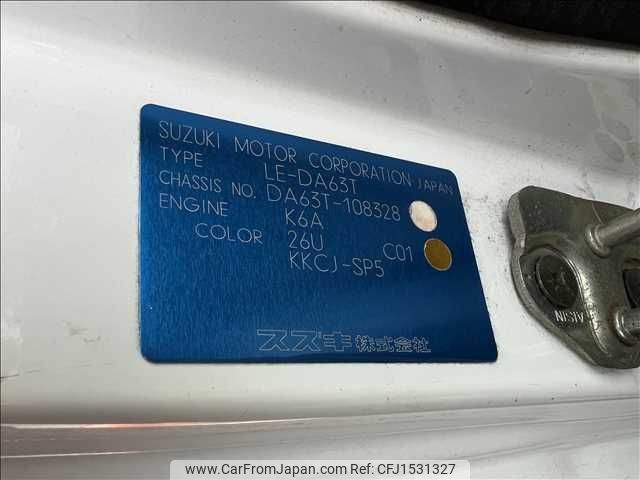 SUZUKI MOTOR CORPORATION JAPAN
TYPE LE-DA63T
CHASSIS NO. DA63T-108328
ENGINE K6A
COLOR 26U C01
KKCJ-SP5
スズキ株式会社
AISIN
www.CarFromJapan.com - CFJ1531327